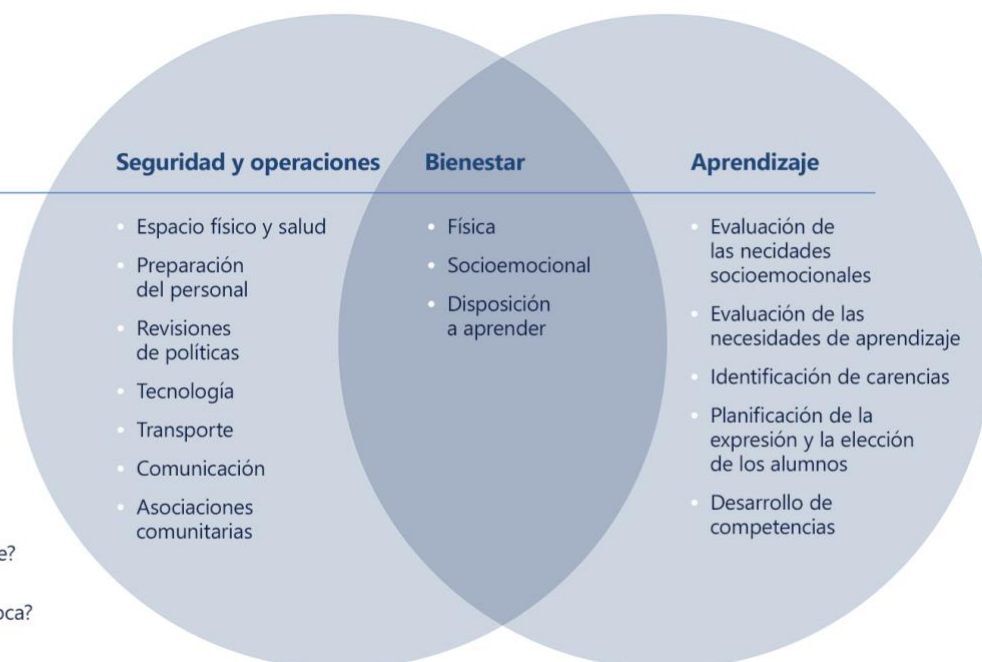 Seguridad y operaciones
Espacio físico y salud
Preparación
del personal
Revisiones
de políticas
Tecnología
Transporte
Comunicación
Asociaciones
comunitarias
Bienestar
Física
Socioemocional
Disposición
a aprender
Aprendizaje
Evaluación de
las necidades
socioemocionales
Evaluación de las
necesidades de aprendizaje
Identificación de carencias
Planificación de la
expresión y la elección
de los alumnos
Desarrollo de
competencias